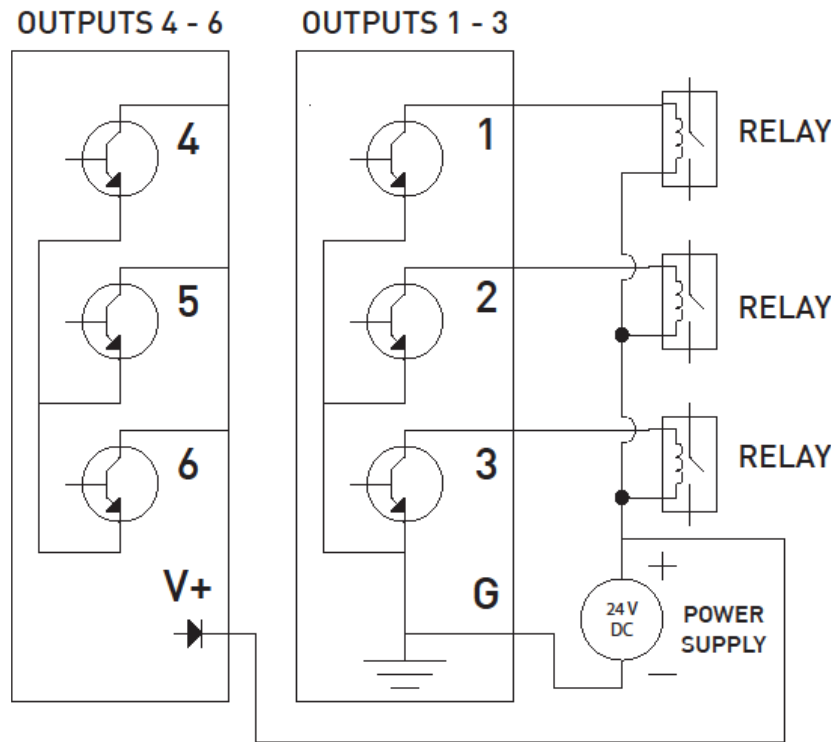 OUTPUTS 4 - 6
OUTPUTS 1 - 3
4
1
RELAY
5
2
RELAY
6
3
RELAY
V+
G
+
24 V
DC
POWER
SUPPLY
—